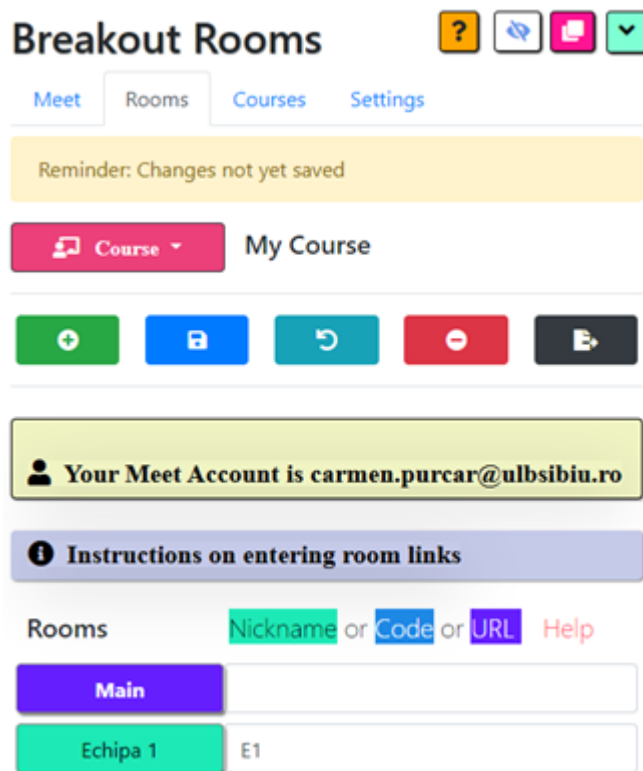 Breakout Rooms
?
Meet Rooms Courses Settings
Reminder: Changes not yet saved
Course My Course
Your Meet Account is carmen.purcar@ulbsibiu.ro
Instructions on entering room links
Rooms Nickname or Code or URL Help
Main
Echipa 1 E1